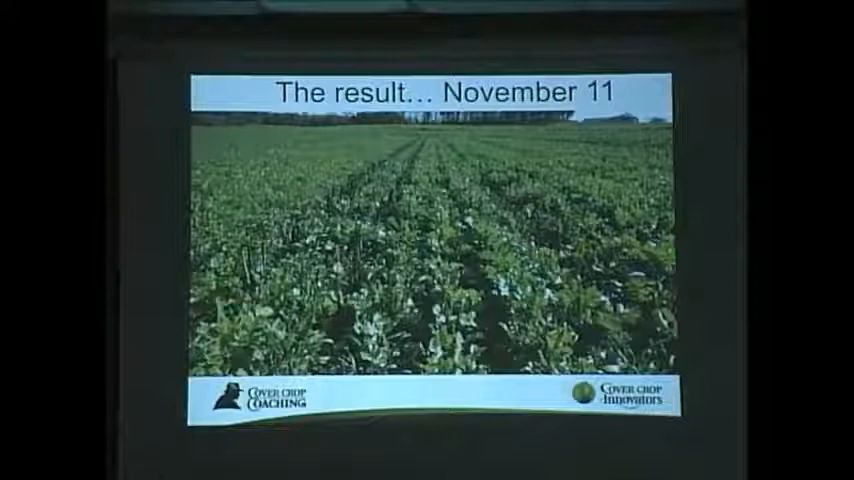 The result... November 11
COVER CROP
COACHING
COVER CROP
Innovators